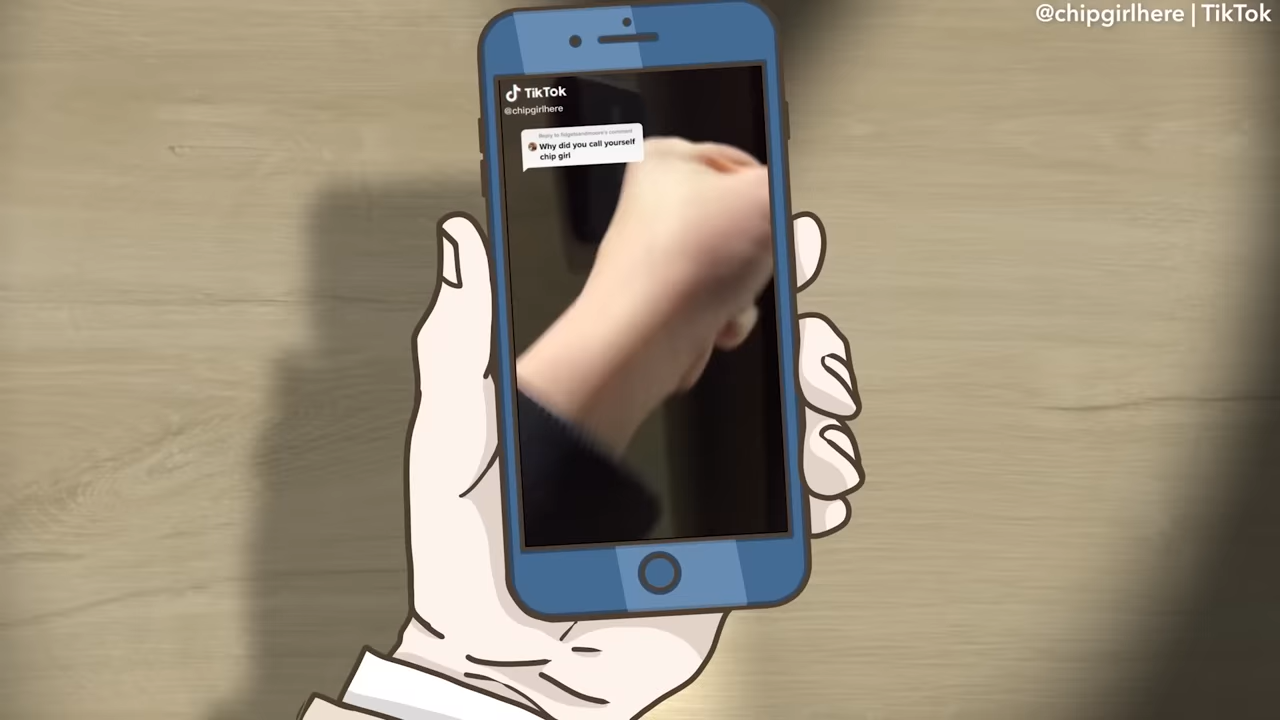 @chipgirlhere | TikTok
TikTok
@chipgirlhere
Why did you call yourself
chip girl